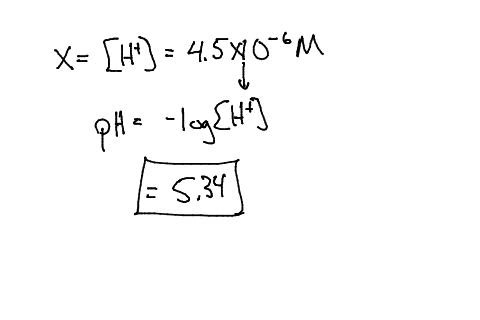 x = [H⁺] = 4.5x10⁻⁶ M
pH = -log[H⁺]
= 5.34